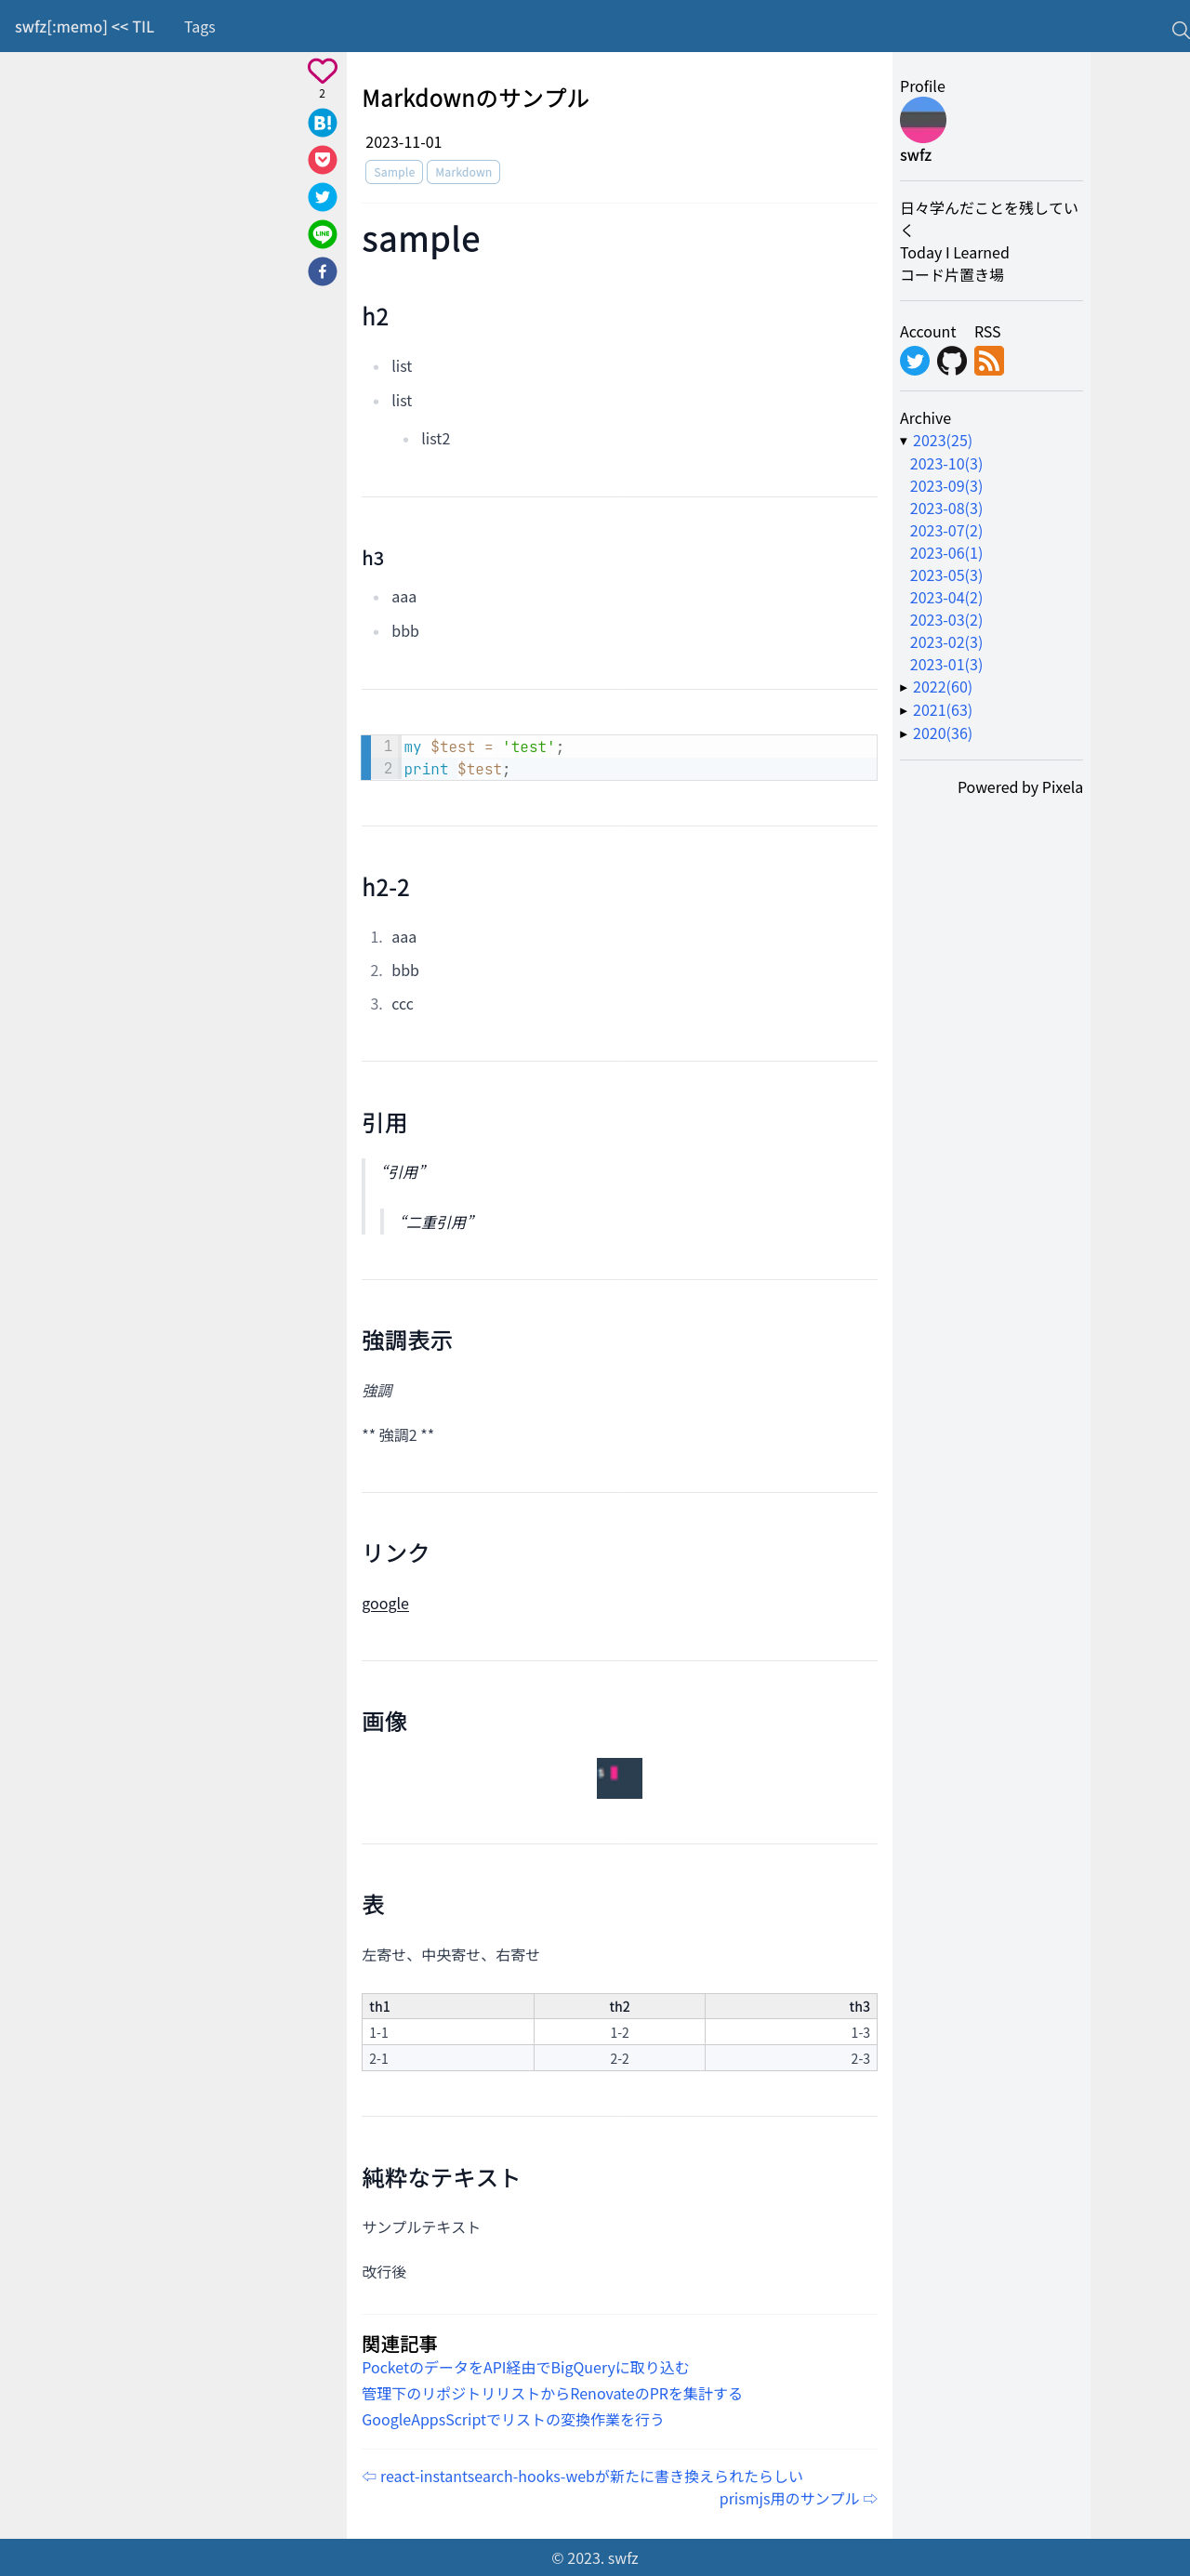 swfz[:memo] << TIL Tags
2
B!
LINE
Markdownのサンプル
2023-11-01
Sample Markdown
sample
h2
list
list
list2
h3
aaa
bbb
1 my $test = 'test';
2 print $test;
h2-2
1. aaa
2. bbb
3. ccc
引用
“引用”
“二重引用”
強調表示
強調
** 強調2 **
リンク
google
画像
表
左寄せ、中央寄せ、右寄せ
th1 th2 th3
1-1 1-2 1-3
2-1 2-2 2-3
純粋なテキスト
サンプルテキスト
改行後
関連記事
PocketのデータをAPI経由でBigQueryに取り込む
管理下のリポジトリリストからRenovateのPRを集計する
GoogleAppsScriptでリストの変換作業を行う
⇦ react-instantsearch-hooks-webが新たに書き換えられたらしい
prismjs用のサンプル ⇨
Profile
swfz
日々学んだことを残してい
く
Today I Learned
コード片置き場
Account RSS
Archive
▾ 2023(25)
2023-10(3)
2023-09(3)
2023-08(3)
2023-07(2)
2023-06(1)
2023-05(3)
2023-04(2)
2023-03(2)
2023-02(3)
2023-01(3)
▸ 2022(60)
▸ 2021(63)
▸ 2020(36)
Powered by Pixela
© 2023. swfz